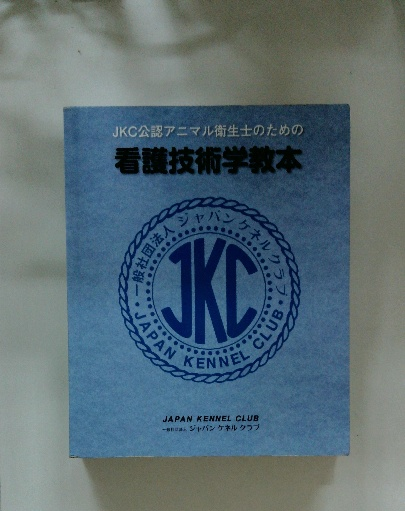 JKC公認アニマル衛生士のための
看護技術学教本
一般社団法人 ジャパンケネルクラブ
JKC
・JAPAN KENNEL CLUB・
JAPAN KENNEL CLUB
一般社団法人 ジャパン ケネル クラブ